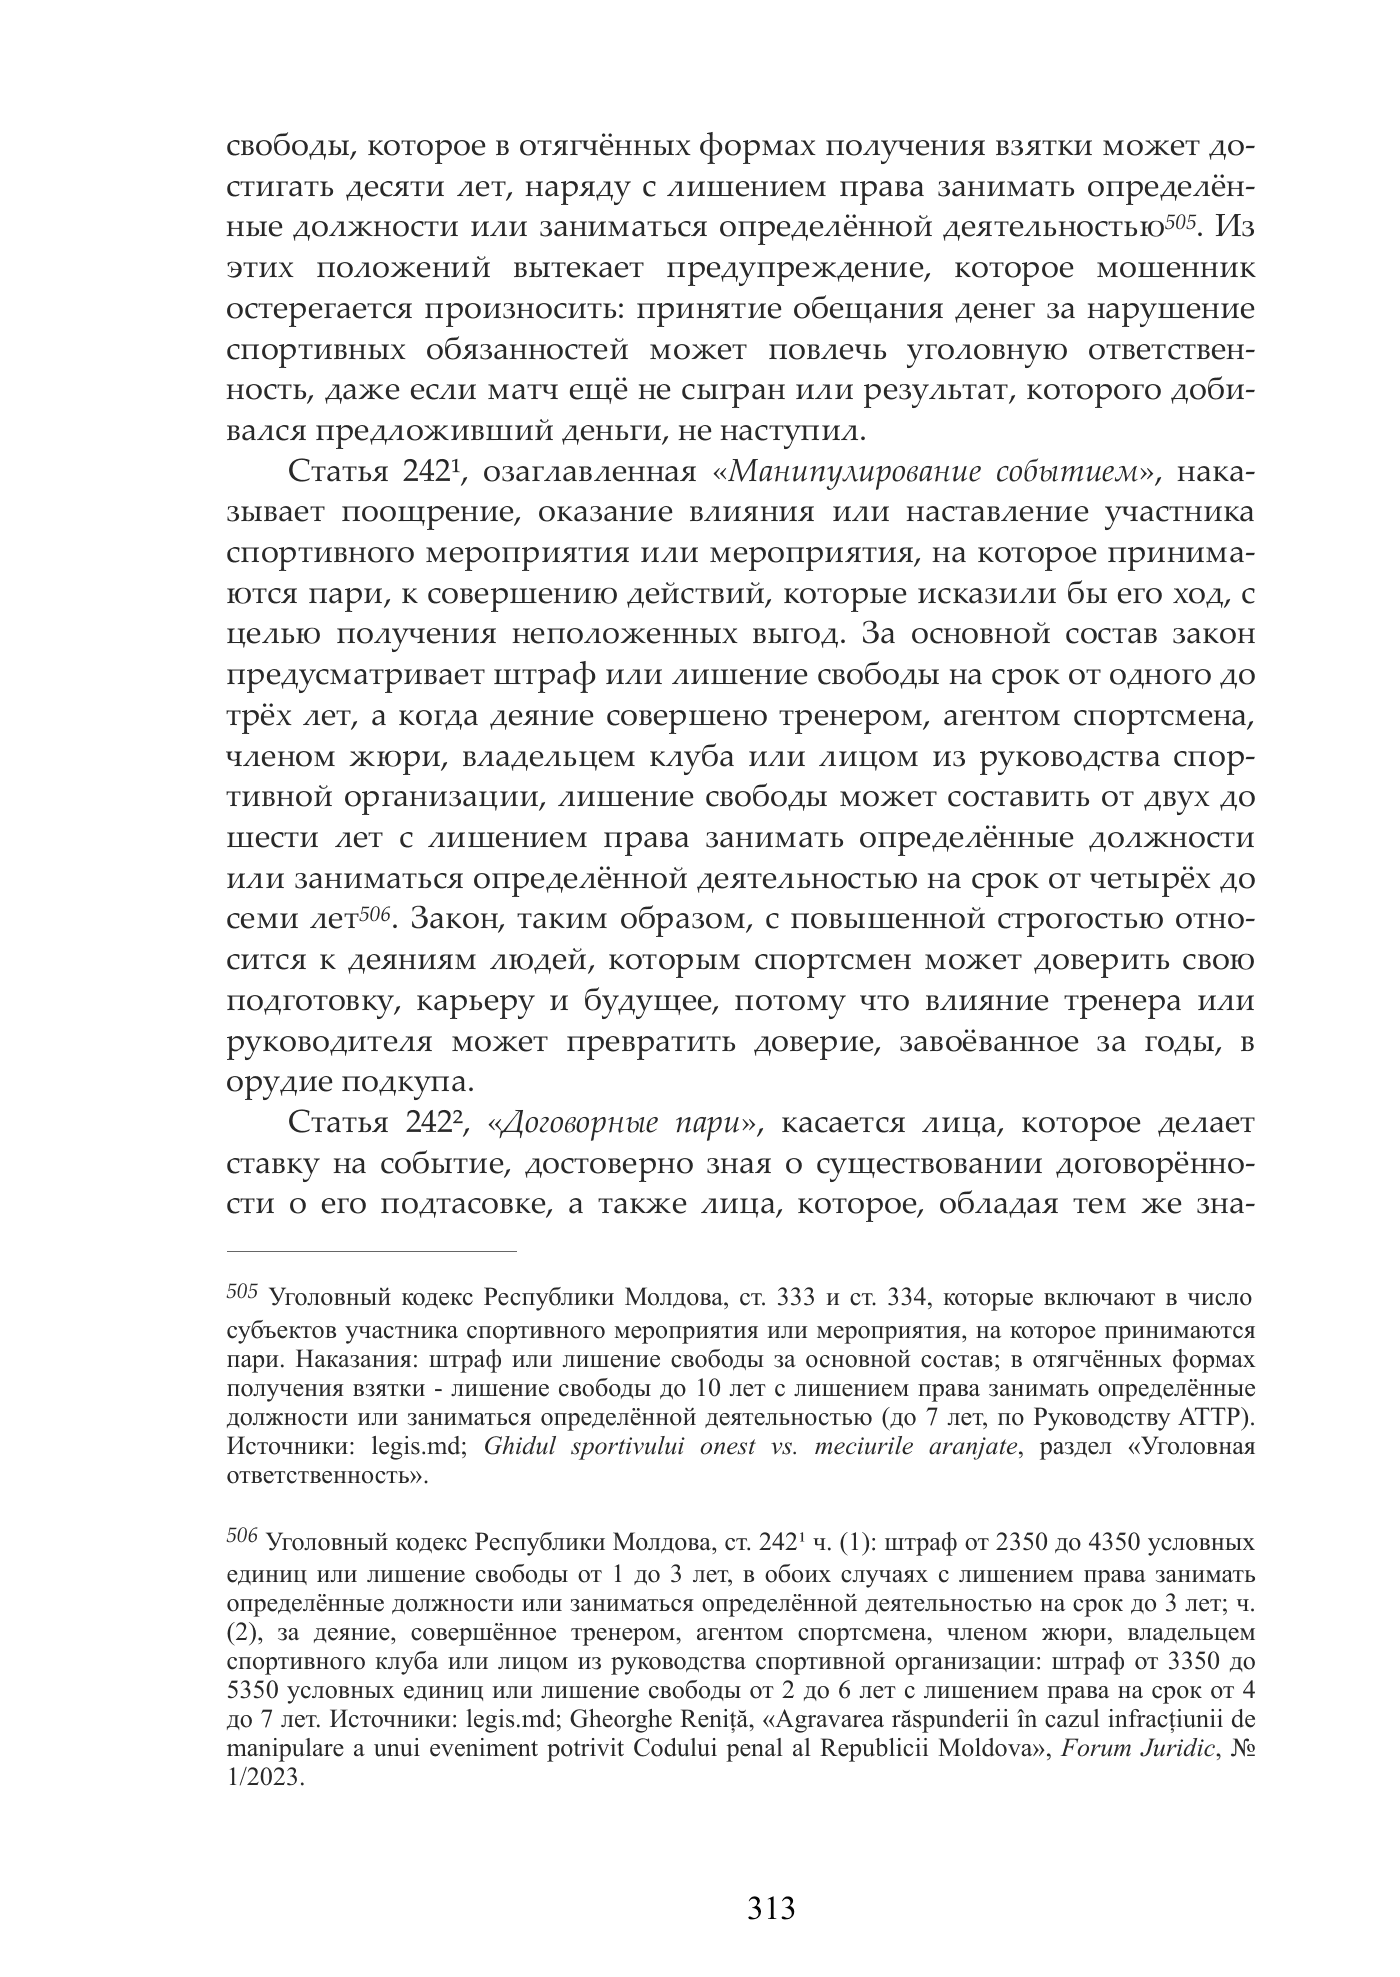 свободы, которое в отягчённых формах получения взятки может до-
стигать десяти лет, наряду с лишением права занимать определён-
ные должности или заниматься определённой деятельностью505. Из
этих положений вытекает предупреждение, которое мошенник
остерегается произносить: принятие обещания денег за нарушение
спортивных обязанностей может повлечь уголовную ответствен-
ность, даже если матч ещё не сыгран или результат, которого доби-
вался предложивший деньги, не наступил.
Статья 242¹, озаглавленная «Манипулирование событием», нака-
зывает поощрение, оказание влияния или наставление участника
спортивного мероприятия или мероприятия, на которое принима-
ются пари, к совершению действий, которые исказили бы его ход, с
целью получения неположенных выгод. За основной состав закон
предусматривает штраф или лишение свободы на срок от одного до
трёх лет, а когда деяние совершено тренером, агентом спортсмена,
членом жюри, владельцем клуба или лицом из руководства спор-
тивной организации, лишение свободы может составить от двух до
шести лет с лишением права занимать определённые должности
или заниматься определённой деятельностью на срок от четырёх до
семи лет506. Закон, таким образом, с повышенной строгостью отно-
сится к деяниям людей, которым спортсмен может доверить свою
подготовку, карьеру и будущее, потому что влияние тренера или
руководителя может превратить доверие, завоёванное за годы, в
орудие подкупа.
Статья 242², «Договорные пари», касается лица, которое делает
ставку на событие, достоверно зная о существовании договорённо-
сти о его подтасовке, а также лица, которое, обладая тем же зна-
505 Уголовный кодекс Республики Молдова, ст. 333 и ст. 334, которые включают в число
субъектов участника спортивного мероприятия или мероприятия, на которое принимаются
пари. Наказания: штраф или лишение свободы за основной состав; в отягчённых формах
получения взятки - лишение свободы до 10 лет с лишением права занимать определённые
должности или заниматься определённой деятельностью (до 7 лет, по Руководству АТТР).
Источники: legis.md; Ghidul sportivului onest vs. meciurile aranjate, раздел «Уголовная
ответственность».
506 Уголовный кодекс Республики Молдова, ст. 242¹ ч. (1): штраф от 2350 до 4350 условных
единиц или лишение свободы от 1 до 3 лет, в обоих случаях с лишением права занимать
определённые должности или заниматься определённой деятельностью на срок до 3 лет; ч.
(2), за деяние, совершённое тренером, агентом спортсмена, членом жюри, владельцем
спортивного клуба или лицом из руководства спортивной организации: штраф от 3350 до
5350 условных единиц или лишение свободы от 2 до 6 лет с лишением права на срок от 4
до 7 лет. Источники: legis.md; Gheorghe Reniță, «Agravarea răspunderii în cazul infracțiunii de
manipulare a unui eveniment potrivit Codului penal al Republicii Moldova», Forum Juridic, №
1/2023.
313